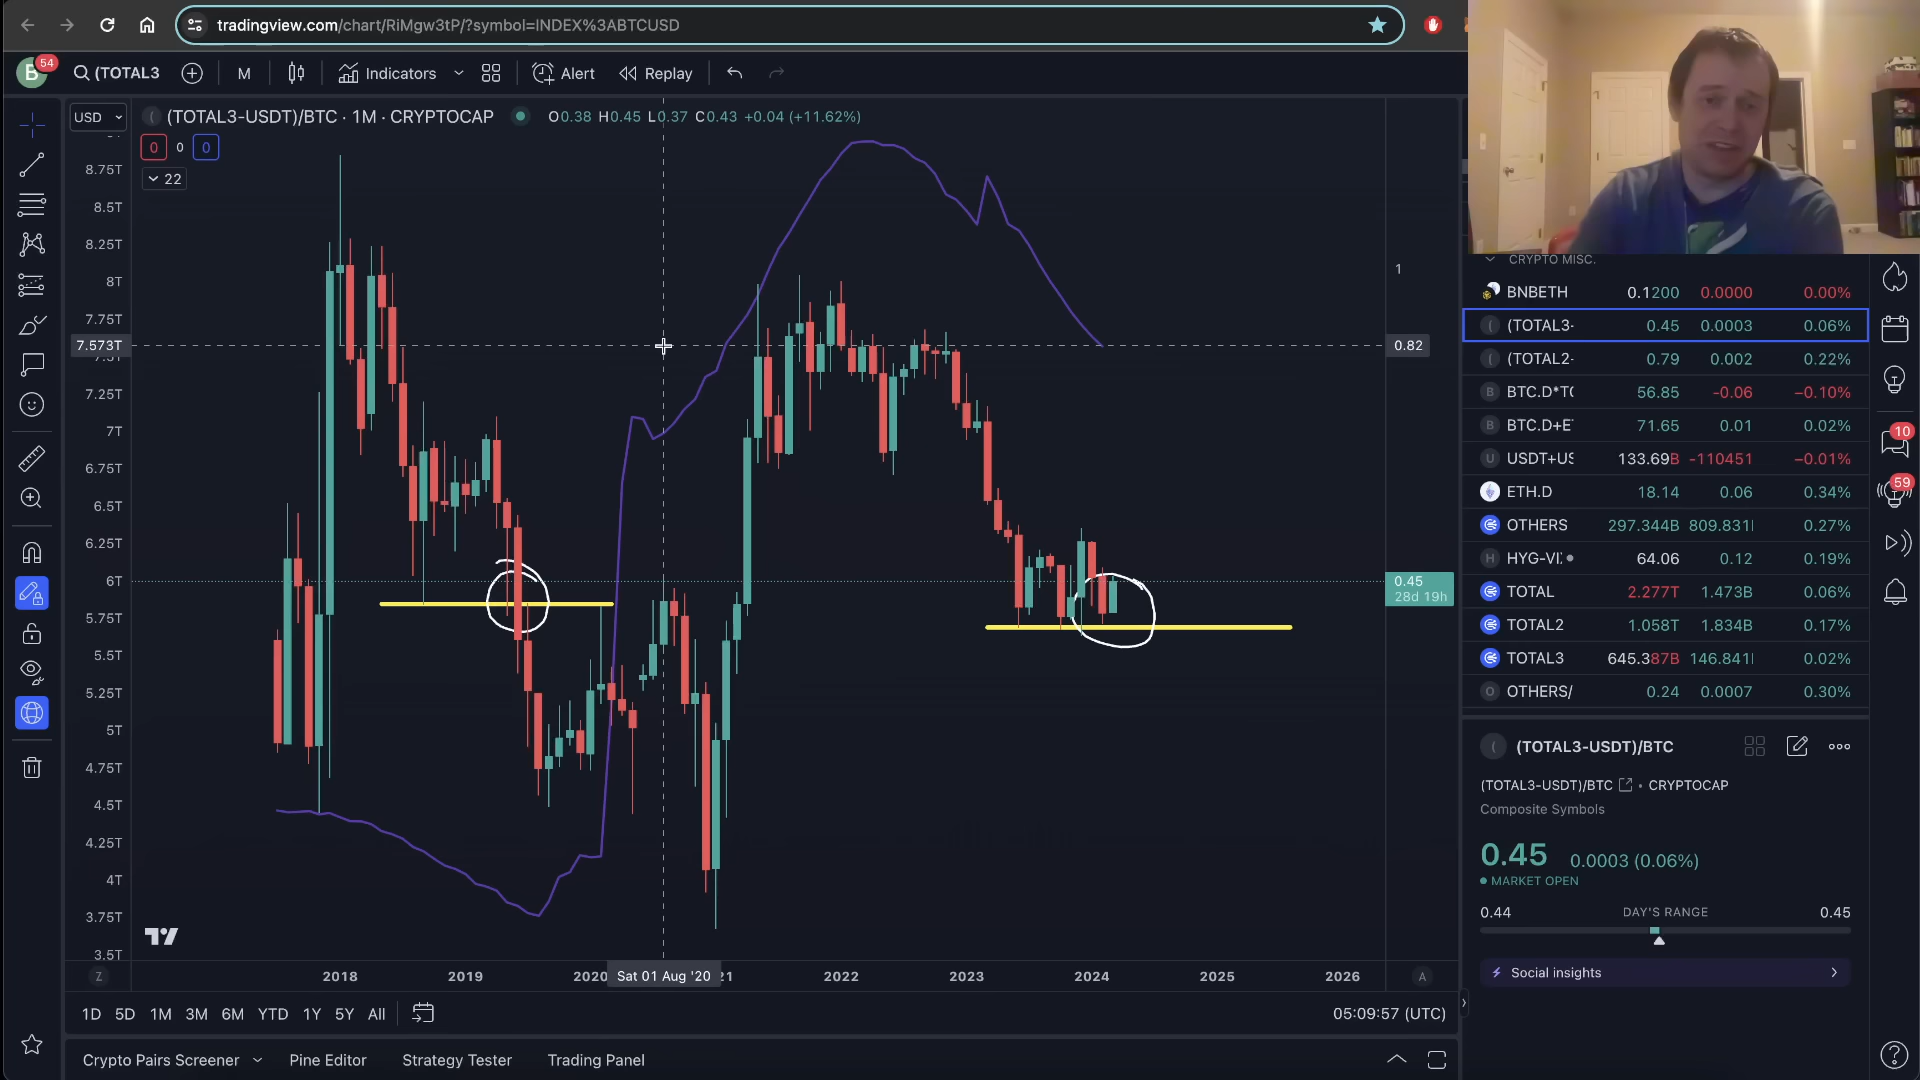 tradingview.com/chart/RiMgw3tP/?symbol=INDEX%3ABTCUSD
B 54 (TOTAL3 M Indicators Alert Replay
USD (TOTAL3-USDT)/BTC · 1M · CRYPTOCAP O0.38 H0.45 L0.37 C0.43 +0.04 (+11.62%)
0 0 0
22
8.75T
8.5T
8.25T
8T
7.75T
7.573T
7.5T
7.25T
7T
6.75T
6.5T
6.25T
6T
5.75T
5.5T
5.25T
5T
4.75T
4.5T
4.25T
4T
3.75T
3.5T
1
0.82
0.45
28d 19h
Z 2018 2019 2020 Sat 01 Aug '20 21 2022 2023 2024 2025 2026 A
1D 5D 1M 3M 6M YTD 1Y 5Y All 05:09:57 (UTC)
Crypto Pairs Screener Pine Editor Strategy Tester Trading Panel
CRYPTO MISC.
BNBETH 0.1200 0.0000 0.00%
(TOTAL3- 0.45 0.0003 0.06%
(TOTAL2- 0.79 0.002 0.22%
B BTC.D*T( 56.85 -0.06 −0.10%
B BTC.D+E 71.65 0.01 0.02%
U USDT+US 133.69B -110451 −0.01%
ETH.D 18.14 0.06 0.34%
OTHERS 297.344B 809.831 0.27%
H HYG-VI 64.06 0.12 0.19%
TOTAL 2.277T 1.473B 0.06%
TOTAL2 1.058T 1.834B 0.17%
TOTAL3 645.387B 146.841 0.02%
O OTHERS/ 0.24 0.0007 0.30%
10
59
( (TOTAL3-USDT)/BTC
(TOTAL3-USDT)/BTC • CRYPTOCAP
Composite Symbols
0.45 0.0003 (0.06%)
MARKET OPEN
0.44 DAY'S RANGE 0.45
Social insights